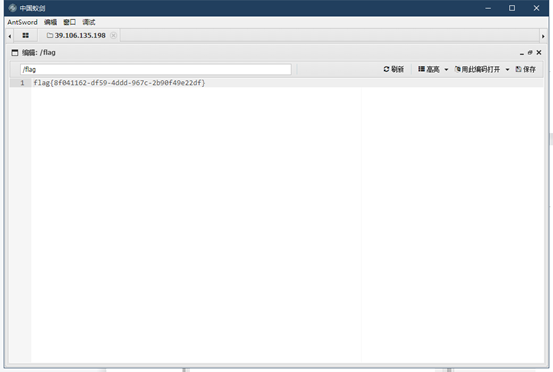 中国蚁剑
AntSword 编辑 窗口 调试
39.106.135.198
编辑: /flag
/flag
刷新 高亮 用此编码打开 保存
1 flag{8f041162-df59-4ddd-967c-2b90f49e22df}